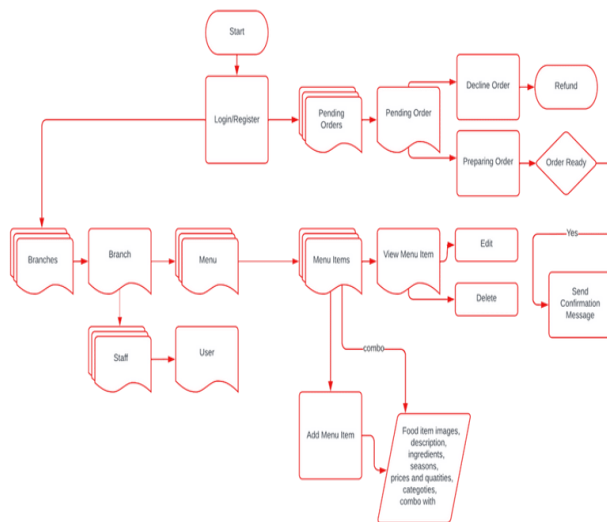 Start
Login/Register
Pending
Orders
Pending Order
Decline Order
Refund
Preparing Order
Order Ready
Yes
Send
Confirmation
Message
Branches
Branch
Menu
Menu Items
View Menu Item
Edit
Delete
Staff
User
combo
Add Menu Item
Food item images,
description,
ingredients,
seasons,
prices and quatities,
categoties,
combo with